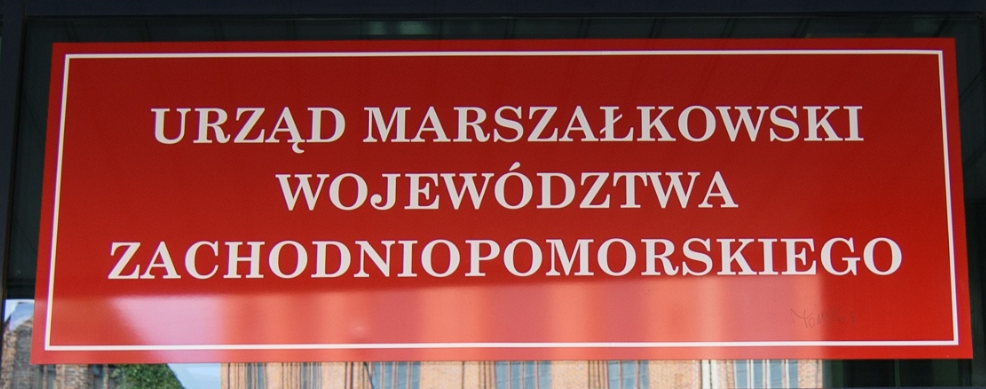 URZĄD MARSZAŁKOWSKI
WOJEWÓDZTWA
ZACHODNIOPOMORSKIEGO